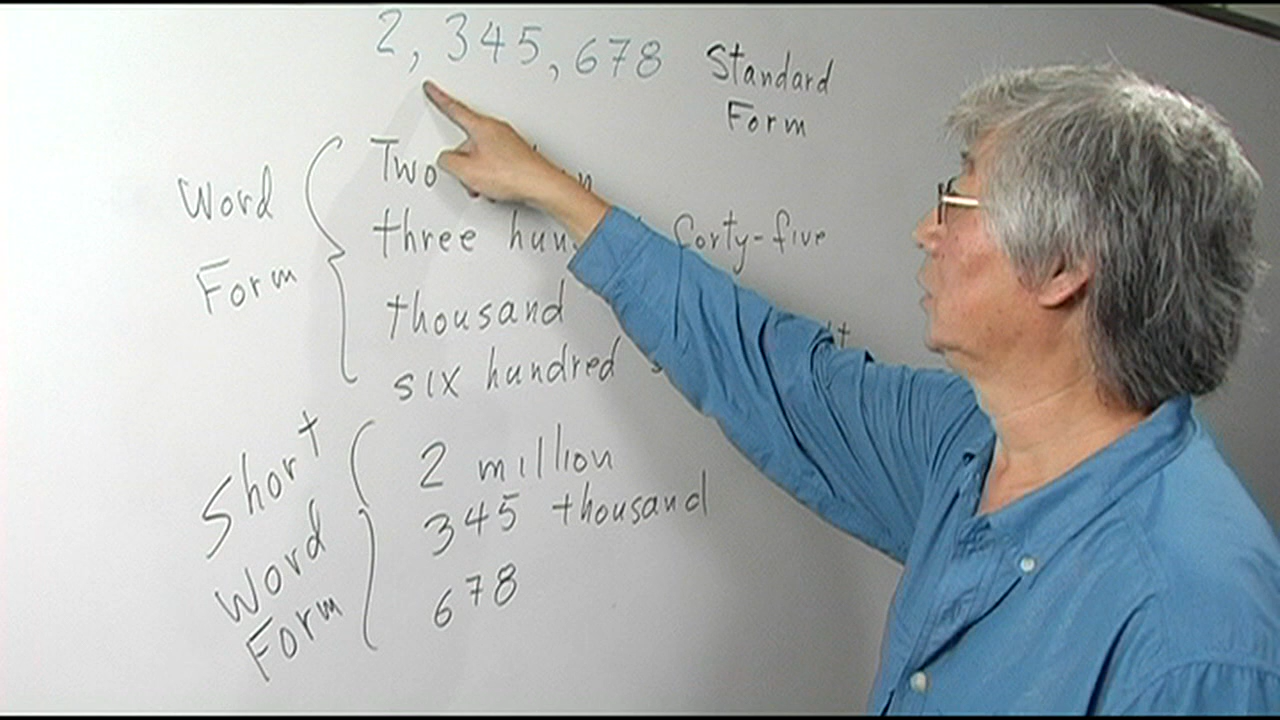 2, 345, 678
Standard
Form
Word
Form
Two
three forty-five
thousand
six hundred
Short
Word
Form
2 million
345 thousand
678